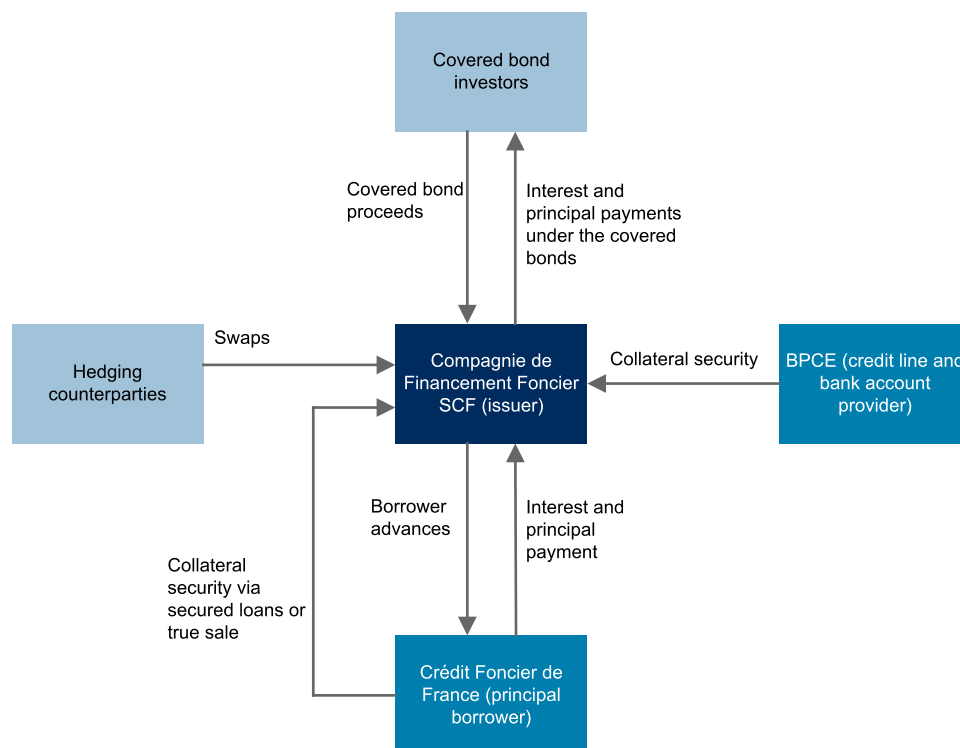 Covered bond
investors
Covered bond
proceeds
Interest and
principal payments
under the covered
bonds
Swaps
Hedging
counterparties
Compagnie de
Financement Foncier
SCF (issuer)
Collateral security
BPCE (credit line and
bank account
provider)
Borrower
advances
Interest and
principal
payment
Collateral
security via
secured loans or
true sale
Crédit Foncier de
France (principal
borrower)